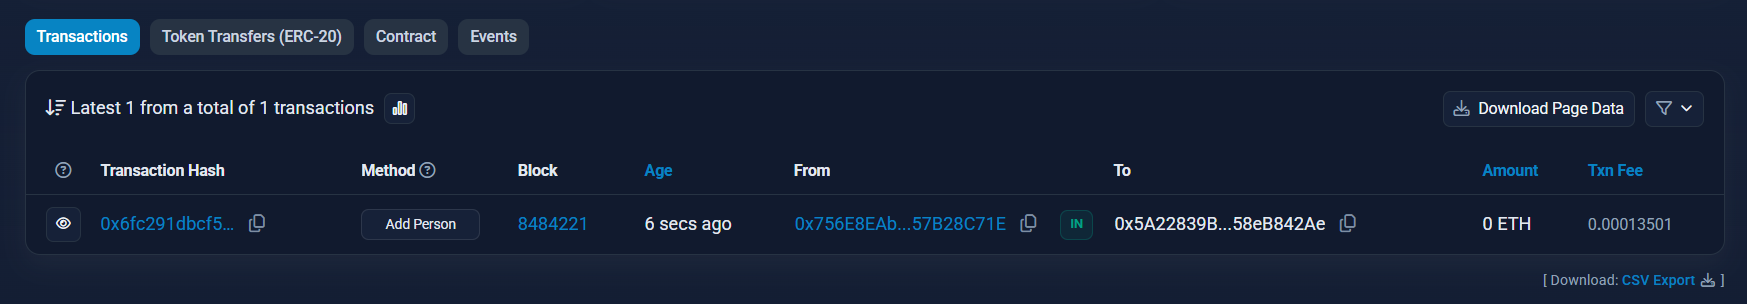 Transactions Token Transfers (ERC-20) Contract Events
Latest 1 from a total of 1 transactions Download Page Data
Transaction Hash Method Block Age From To Amount Txn Fee
0x6fc291dbcf5... Add Person 8484221 6 secs ago 0x756E8EAb...57B28C71E IN 0x5A22839B...58eB842Ae 0 ETH 0.00013501
[ Download: CSV Export ]